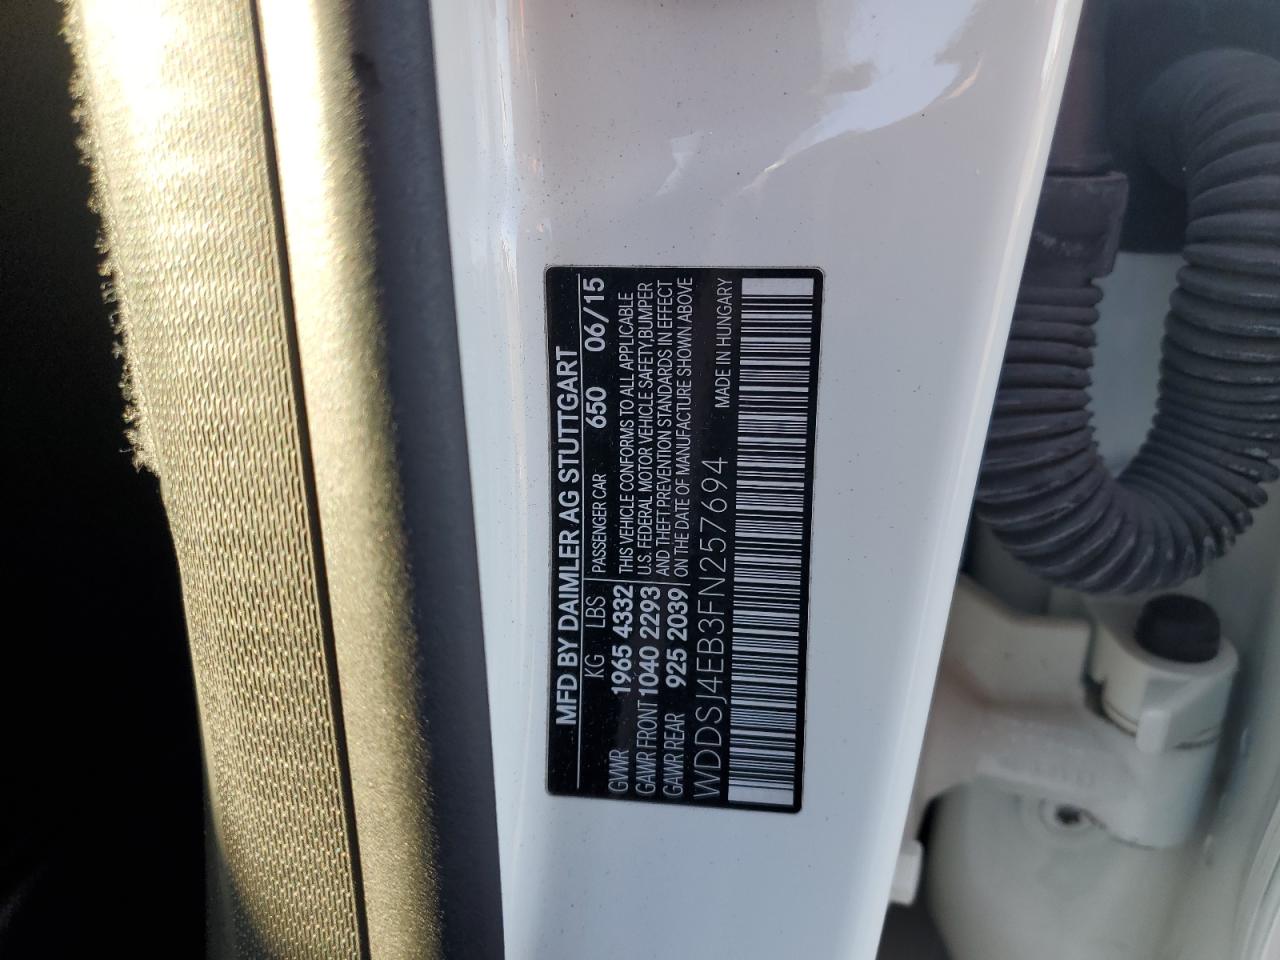 MFD BY DAIMLER AG STUTTGART
KG LBS PASSENGER CAR 650 06/15
GVWR 1965 4332 THIS VEHICLE CONFORMS TO ALL APPLICABLE
GAWR FRONT 1040 2293 U.S. FEDERAL MOTOR VEHICLE SAFETY,BUMPER
GAWR REAR 925 2039 AND THEFT PREVENTION STANDARDS IN EFFECT
ON THE DATE OF MANUFACTURE SHOWN ABOVE
WDDSJ4EB3FN257694 MADE IN HUNGARY